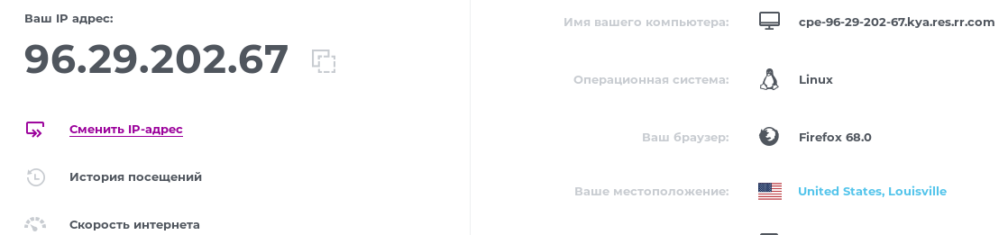 Ваш IP адрес:
96.29.202.67
Сменить IP-адрес
История посещений
Скорость интернета
Имя вашего компьютера: cpe-96-29-202-67.kya.res.rr.com
Операционная система: Linux
Ваш браузер: Firefox 68.0
Ваше местоположение: United States, Louisville